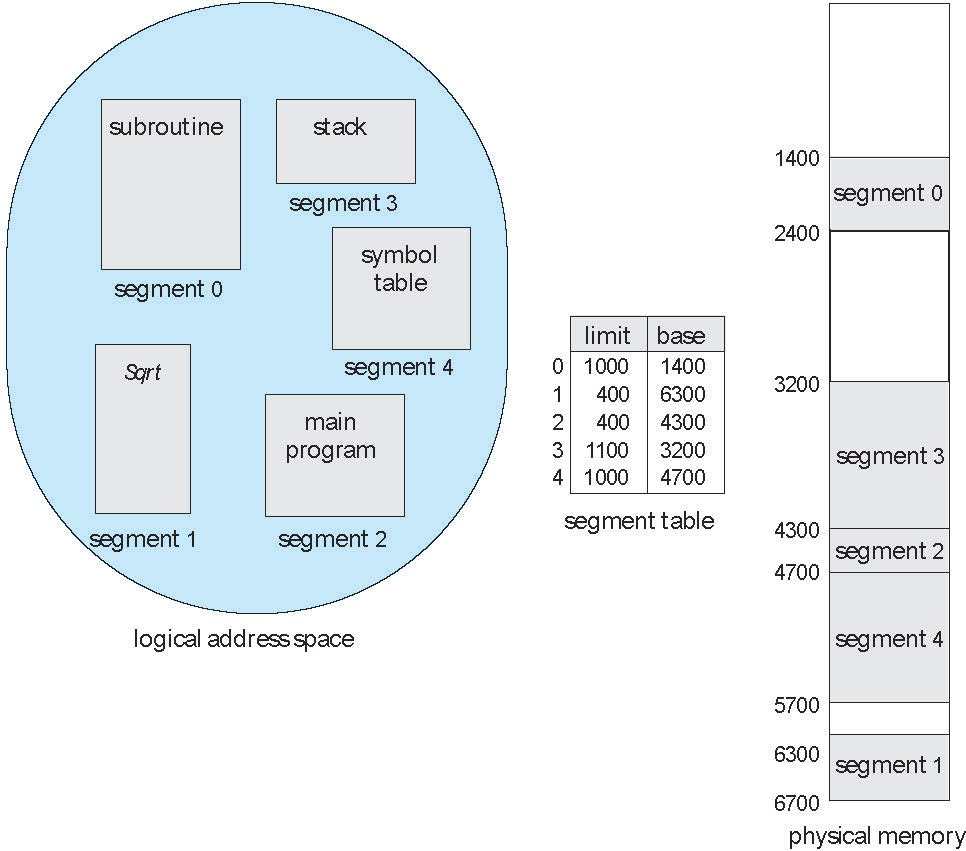 subroutine
segment 0
stack
segment 3
symbol
table
segment 4
Sqrt
segment 1
main
program
segment 2
logical address space
limit base
0 1000 1400
1 400 6300
2 400 4300
3 1100 3200
4 1000 4700
segment table
1400
segment 0
2400
3200
segment 3
4300
segment 2
4700
segment 4
5700
6300
segment 1
6700
physical memory